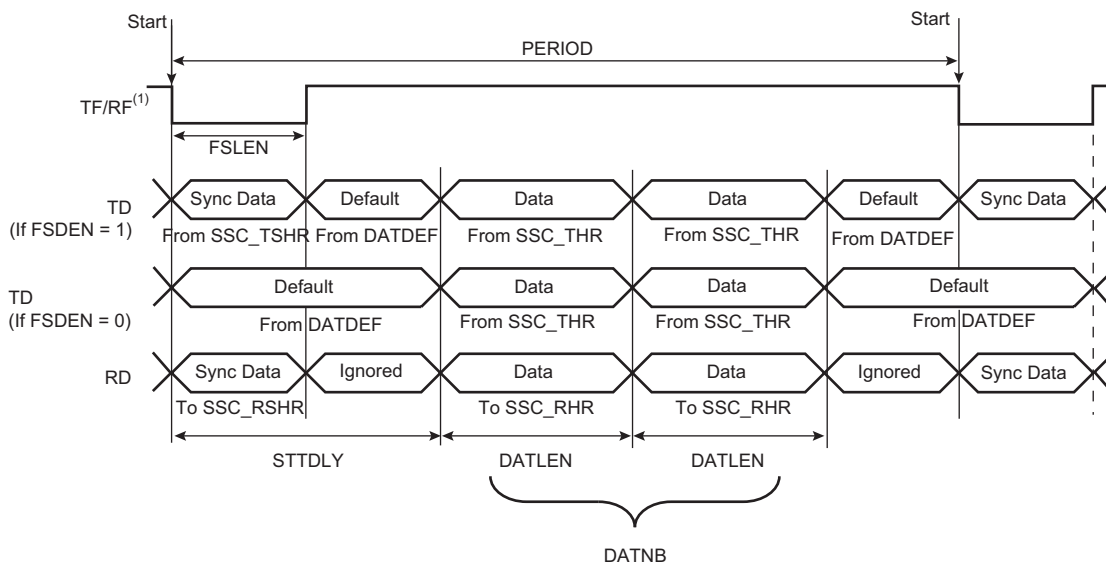 Start
Start
PERIOD
TF/RF(1)
FSLEN
TD
(If FSDEN = 1)
Sync Data
Default
Data
Data
Default
Sync Data
From SSC_TSHR
From DATDEF
From SSC_THR
From SSC_THR
From DATDEF
TD
(If FSDEN = 0)
Default
Data
Data
Default
From DATDEF
From SSC_THR
From SSC_THR
From DATDEF
RD
Sync Data
Ignored
Data
Data
Ignored
Sync Data
To SSC_RSHR
To SSC_RHR
To SSC_RHR
STTDLY
DATLEN
DATLEN
DATNB